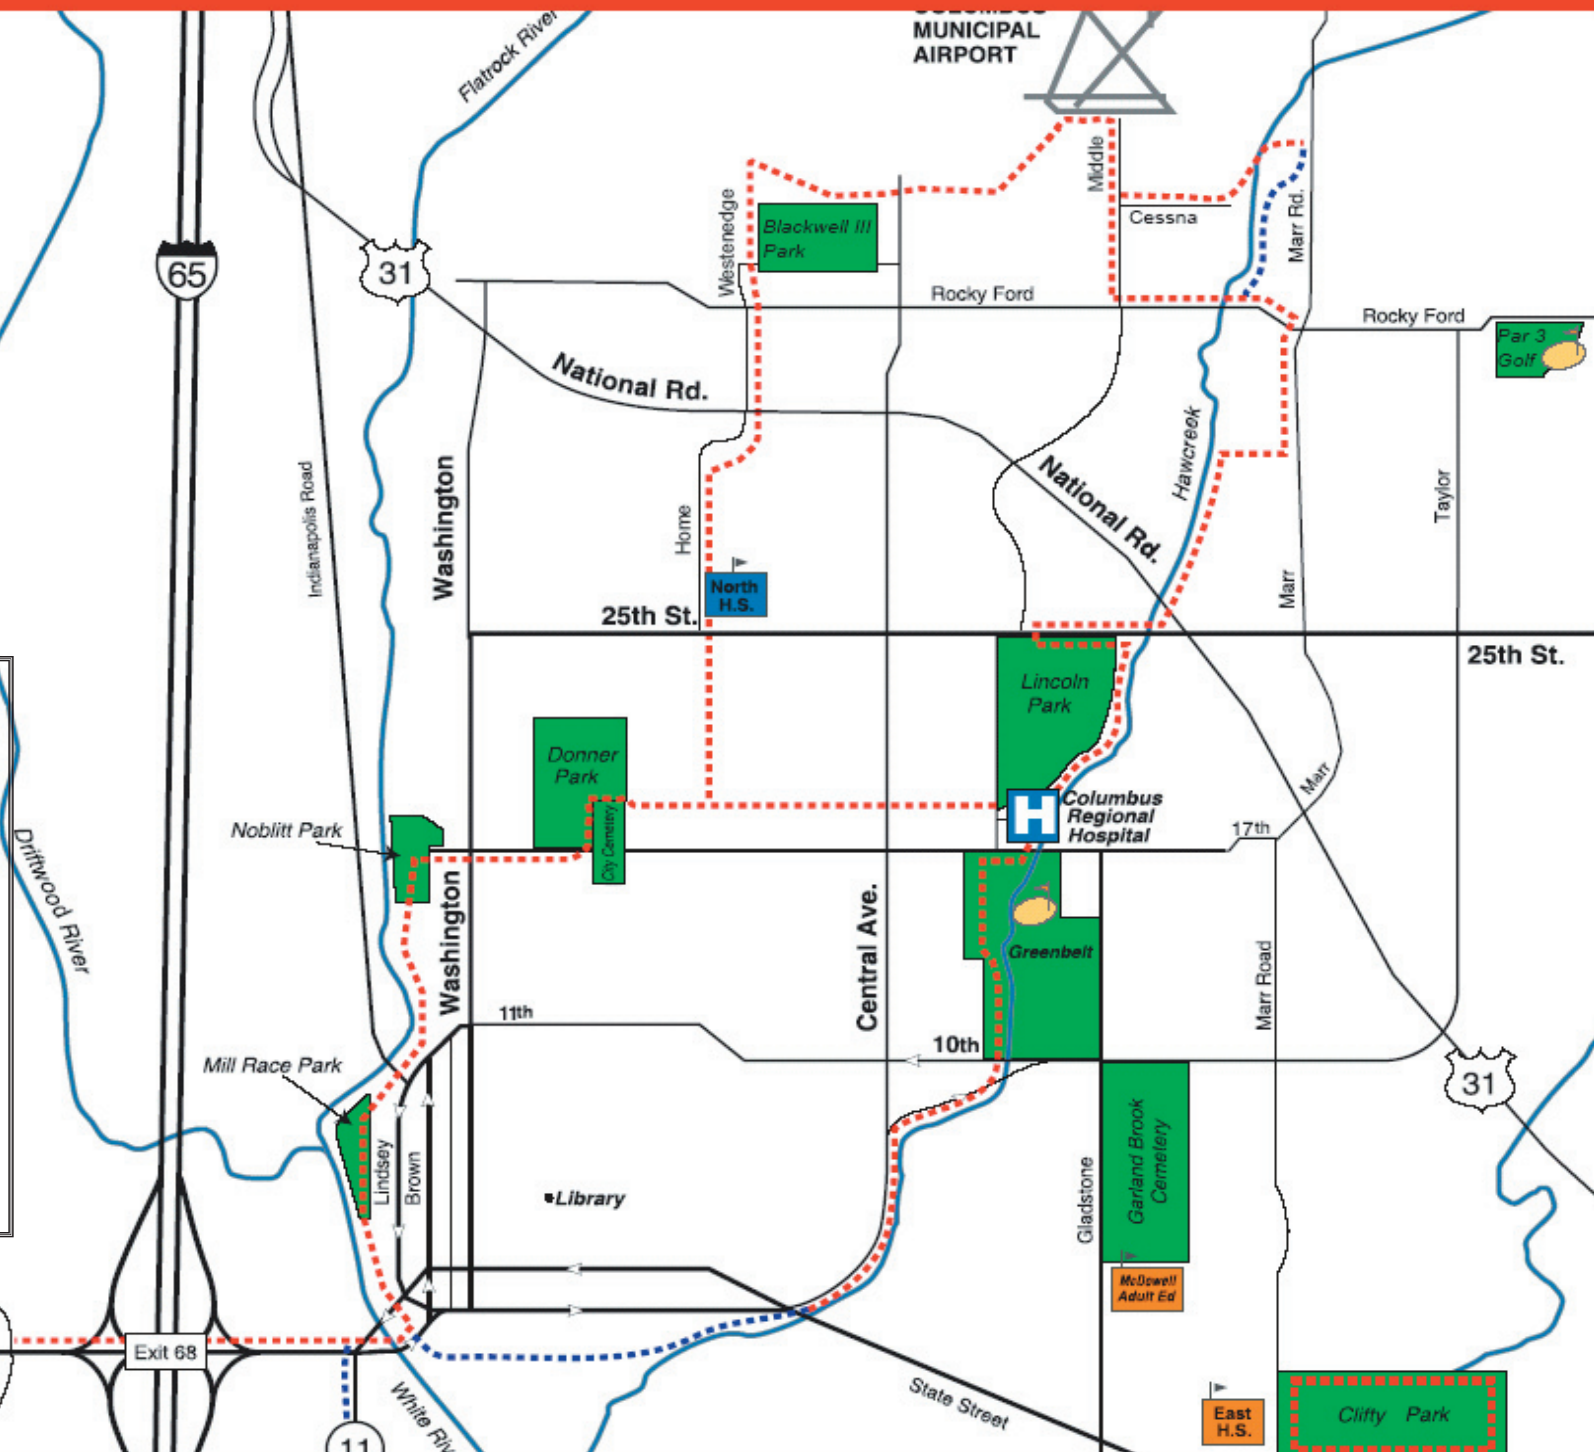 COLUMBUS
MUNICIPAL
AIRPORT
Flatrock River
Middle
Cessna
Marr Rd.
Westenedge
Blackwell III
Park
65
31
Rocky Ford
Rocky Ford
Par 3
Golf
National Rd.
Hawcreek
National Rd.
Indianapolis Road
Washington
Home
Taylor
Marr
North
H.S.
25th St.
25th St.
Lincoln
Park
Donner
Park
City Cemetery
Marr
H
Columbus
Regional
Hospital
17th
Noblitt Park
Driftwood River
Washington
Central Ave.
Greenbelt
Marr Road
11th
10th
Mill Race Park
31
Lindsey
Brown
Library
Gladstone
Garland Brook
Cemetery
McDowell
Adult Ed
Exit 68
White Riv
State Street
11
East
H.S.
Clifty Park